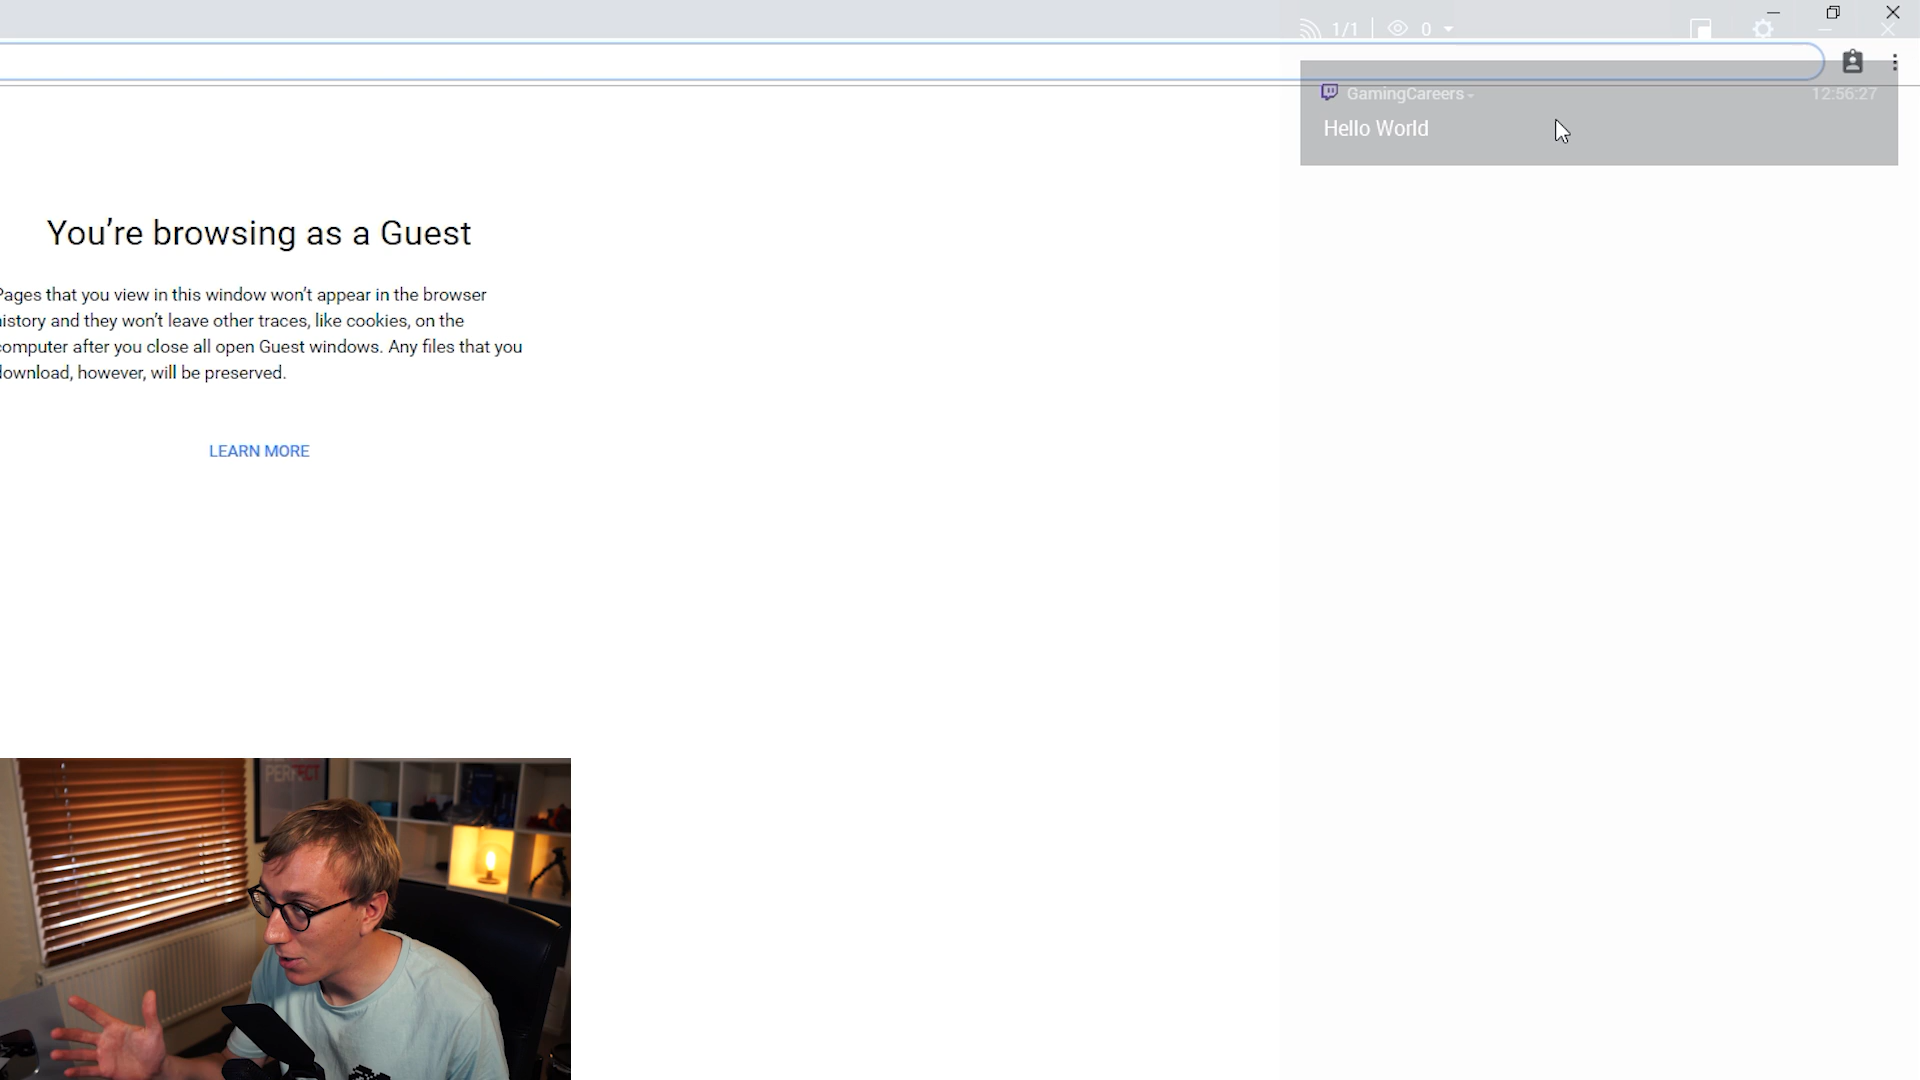 1/1 0
GamingCareers 12:56:27
Hello World
You’re browsing as a Guest
Pages that you view in this window won’t appear in the browser
history and they won’t leave other traces, like cookies, on the
computer after you close all open Guest windows. Any files that you
download, however, will be preserved.
LEARN MORE
PERFECT